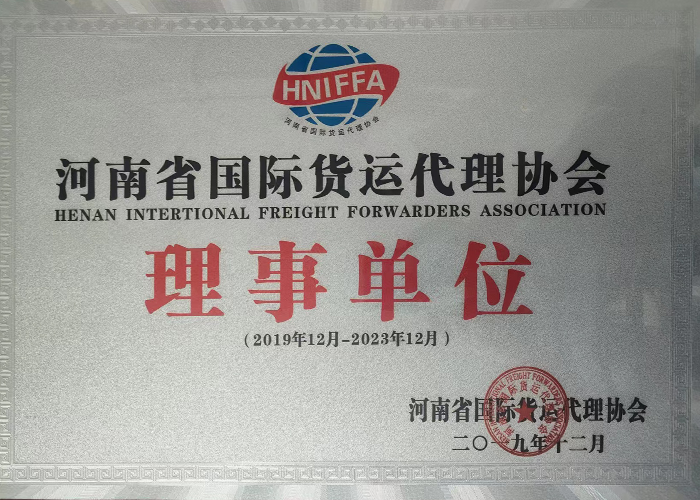 HNIFFA
河南省国际货运代理协会
河南省国际货运代理协会
HENAN INTERTIONAL FREIGHT FORWARDERS ASSOCIATION
理事单位
(2019年12月-2023年12月)
河南省国际货运代理协会
二〇一九年十二月